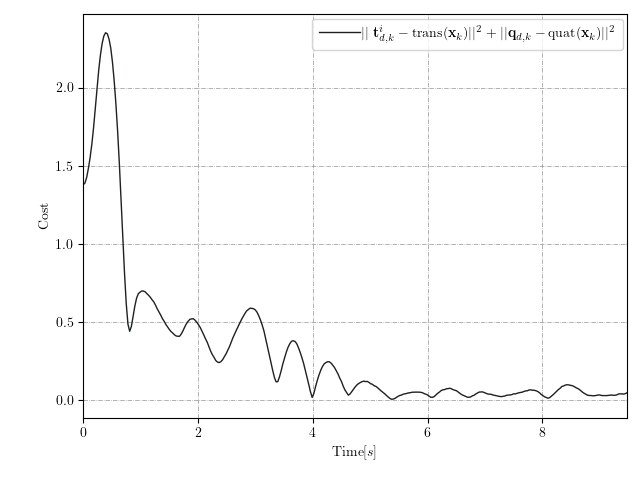 || t^i_{d,k} − trans(x_k)||^2 + ||q_{d,k} − quat(x_k)||^2
2.0
1.5
1.0
0.5
0.0
Cost
0 2 4 6 8
Time[s]